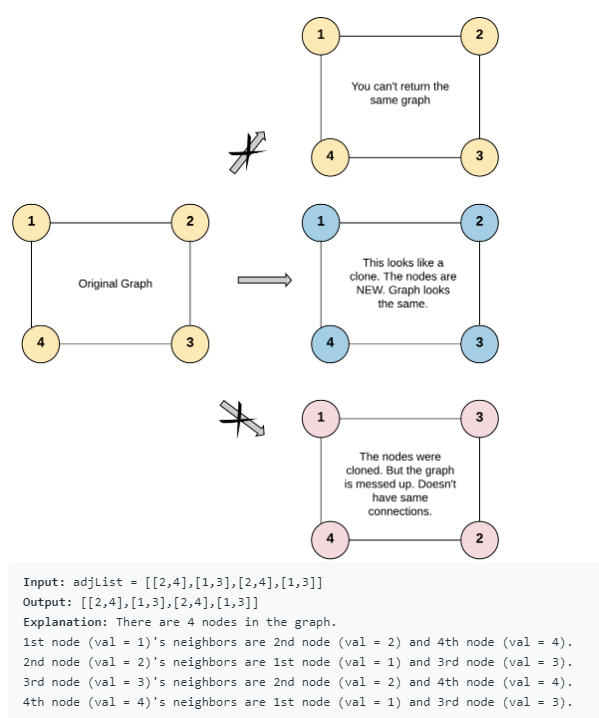 1
2
You can't return the
same graph
4
3
1
2
Original Graph
4
3
1
2
This looks like a
clone. The nodes are
NEW. Graph looks
the same.
4
3
1
3
The nodes were
cloned. But the graph
is messed up. Doesn't
have same
connections.
4
2
Input: adjList = [[2,4],[1,3],[2,4],[1,3]]
Output: [[2,4],[1,3],[2,4],[1,3]]
Explanation: There are 4 nodes in the graph.
1st node (val = 1)'s neighbors are 2nd node (val = 2) and 4th node (val = 4).
2nd node (val = 2)'s neighbors are 1st node (val = 1) and 3rd node (val = 3).
3rd node (val = 3)'s neighbors are 2nd node (val = 2) and 4th node (val = 4).
4th node (val = 4)'s neighbors are 1st node (val = 1) and 3rd node (val = 3).